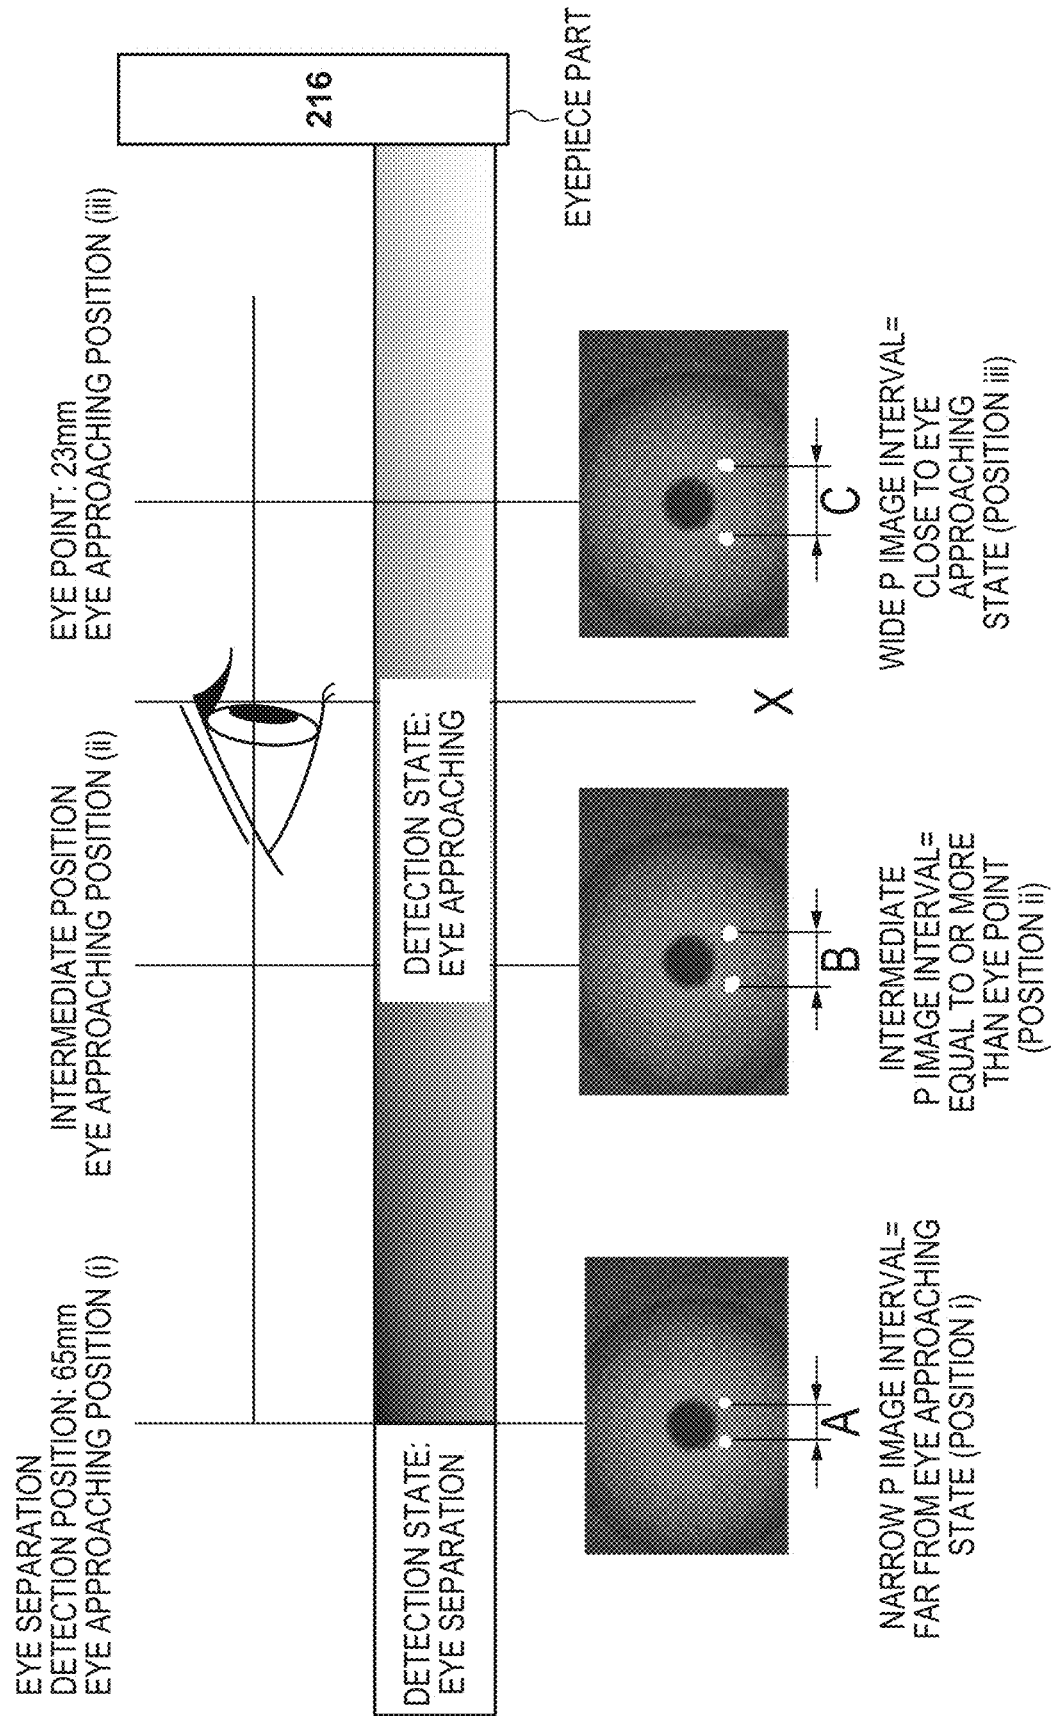 EYE SEPARATION
DETECTION POSITION: 65mm
EYE APPROACHING POSITION (i)
INTERMEDIATE POSITION
EYE APPROACHING POSITION (ii)
EYE POINT: 23mm
EYE APPROACHING POSITION (iii)
DETECTION STATE:
EYE SEPARATION
DETECTION STATE:
EYE APPROACHING
216
EYEPIECE PART
A
B
X
C
NARROW P IMAGE INTERVAL=
FAR FROM EYE APPROACHING
STATE (POSITION i)
INTERMEDIATE
P IMAGE INTERVAL=
EQUAL TO OR MORE
THAN EYE POINT
(POSITION ii)
WIDE P IMAGE INTERVAL=
CLOSE TO EYE
APPROACHING
STATE (POSITION iii)